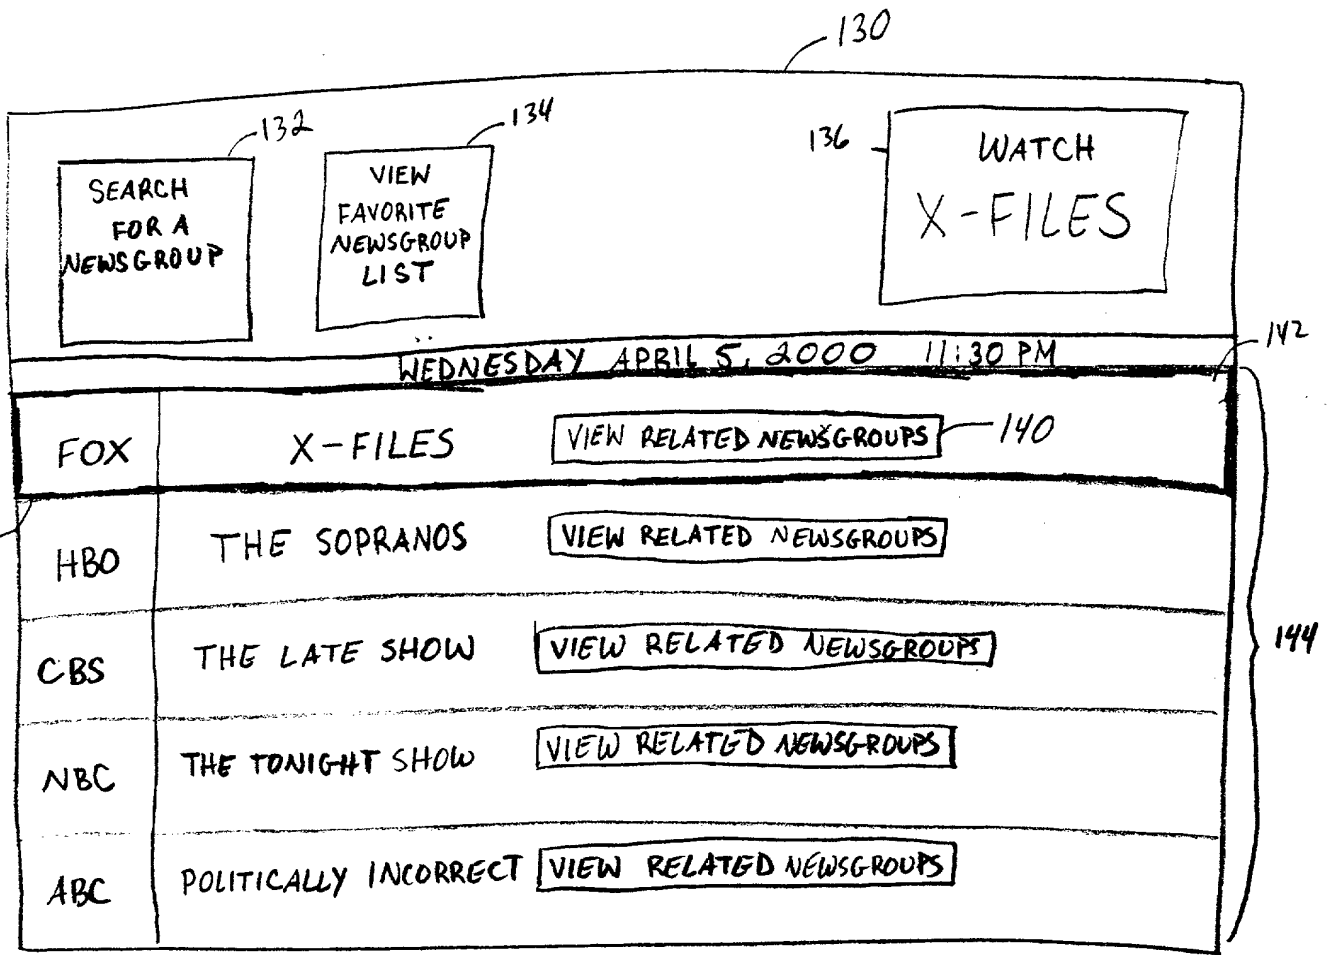 130
132
134
136
SEARCH
FOR A
NEWSGROUP
VIEW
FAVORITE
NEWSGROUP
LIST
WATCH
X-FILES
WEDNESDAY APRIL 5, 2000 11:30 PM
142
FOX X-FILES VIEW RELATED NEWSGROUPS 140
HBO THE SOPRANOS VIEW RELATED NEWSGROUPS
CBS THE LATE SHOW VIEW RELATED NEWSGROUPS
144
NBC THE TONIGHT SHOW VIEW RELATED NEWSGROUPS
ABC POLITICALLY INCORRECT VIEW RELATED NEWSGROUPS